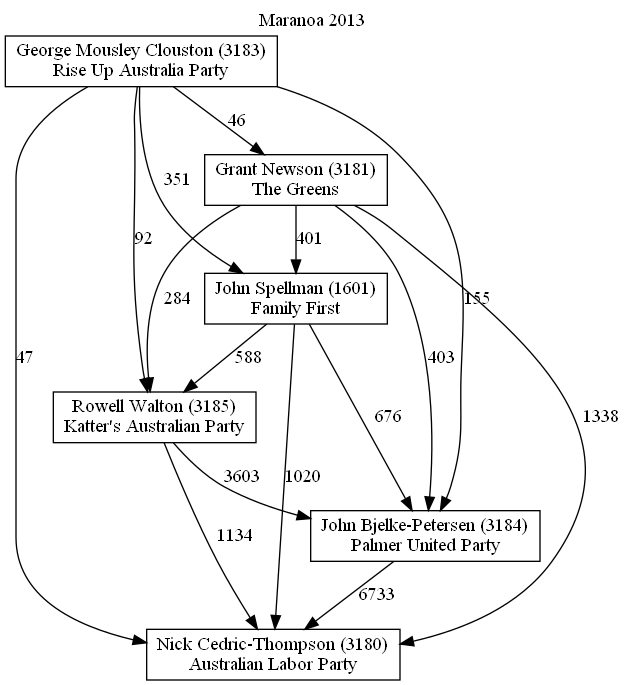 Maranoa 2013
George Mousley Clouston (3183)
Rise Up Australia Party
46
Grant Newson (3181)
The Greens
351
92
401
284
John Spellman (1601)
Family First
155
47
588
403
Rowell Walton (3185)
Katter's Australian Party
676
1338
3603
1020
John Bjelke-Petersen (3184)
Palmer United Party
1134
6733
Nick Cedric-Thompson (3180)
Australian Labor Party